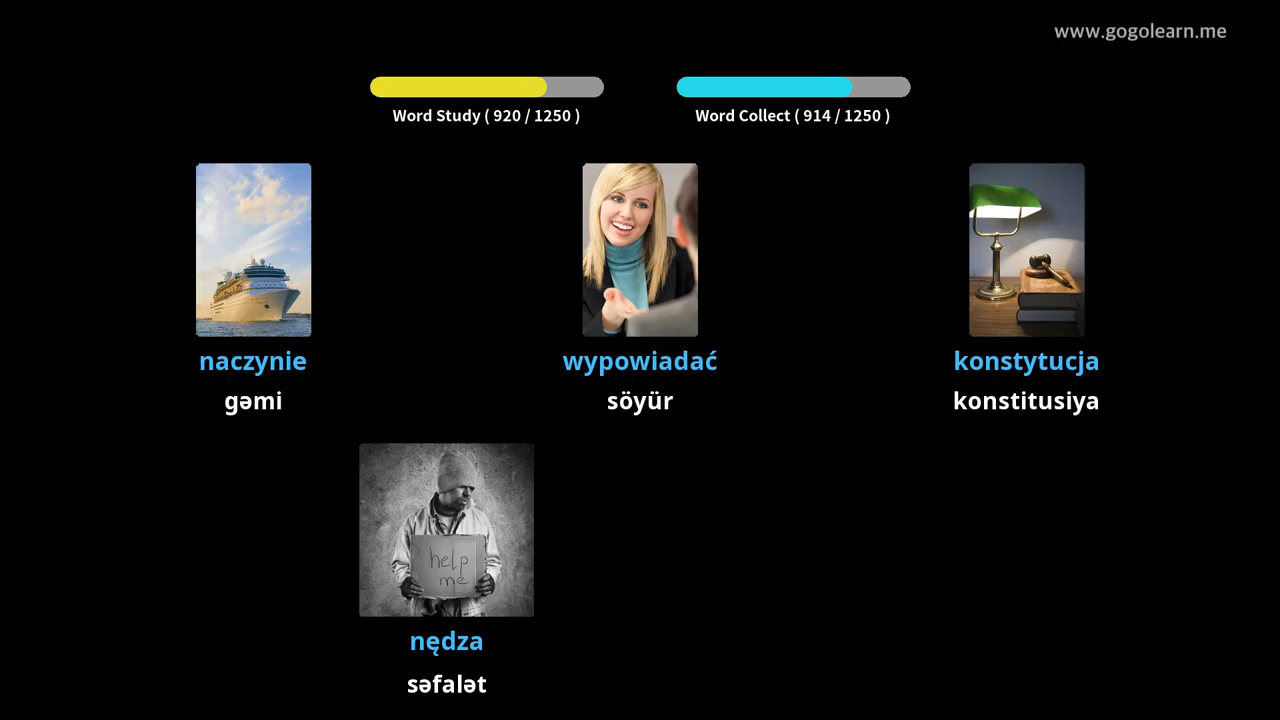 www.gogolearn.me
Word Study ( 920 / 1250 )
Word Collect ( 914 / 1250 )
naczynie
gəmi
wypowiadać
söyür
konstytucja
konstitusiya
help
me
nędza
səfalət